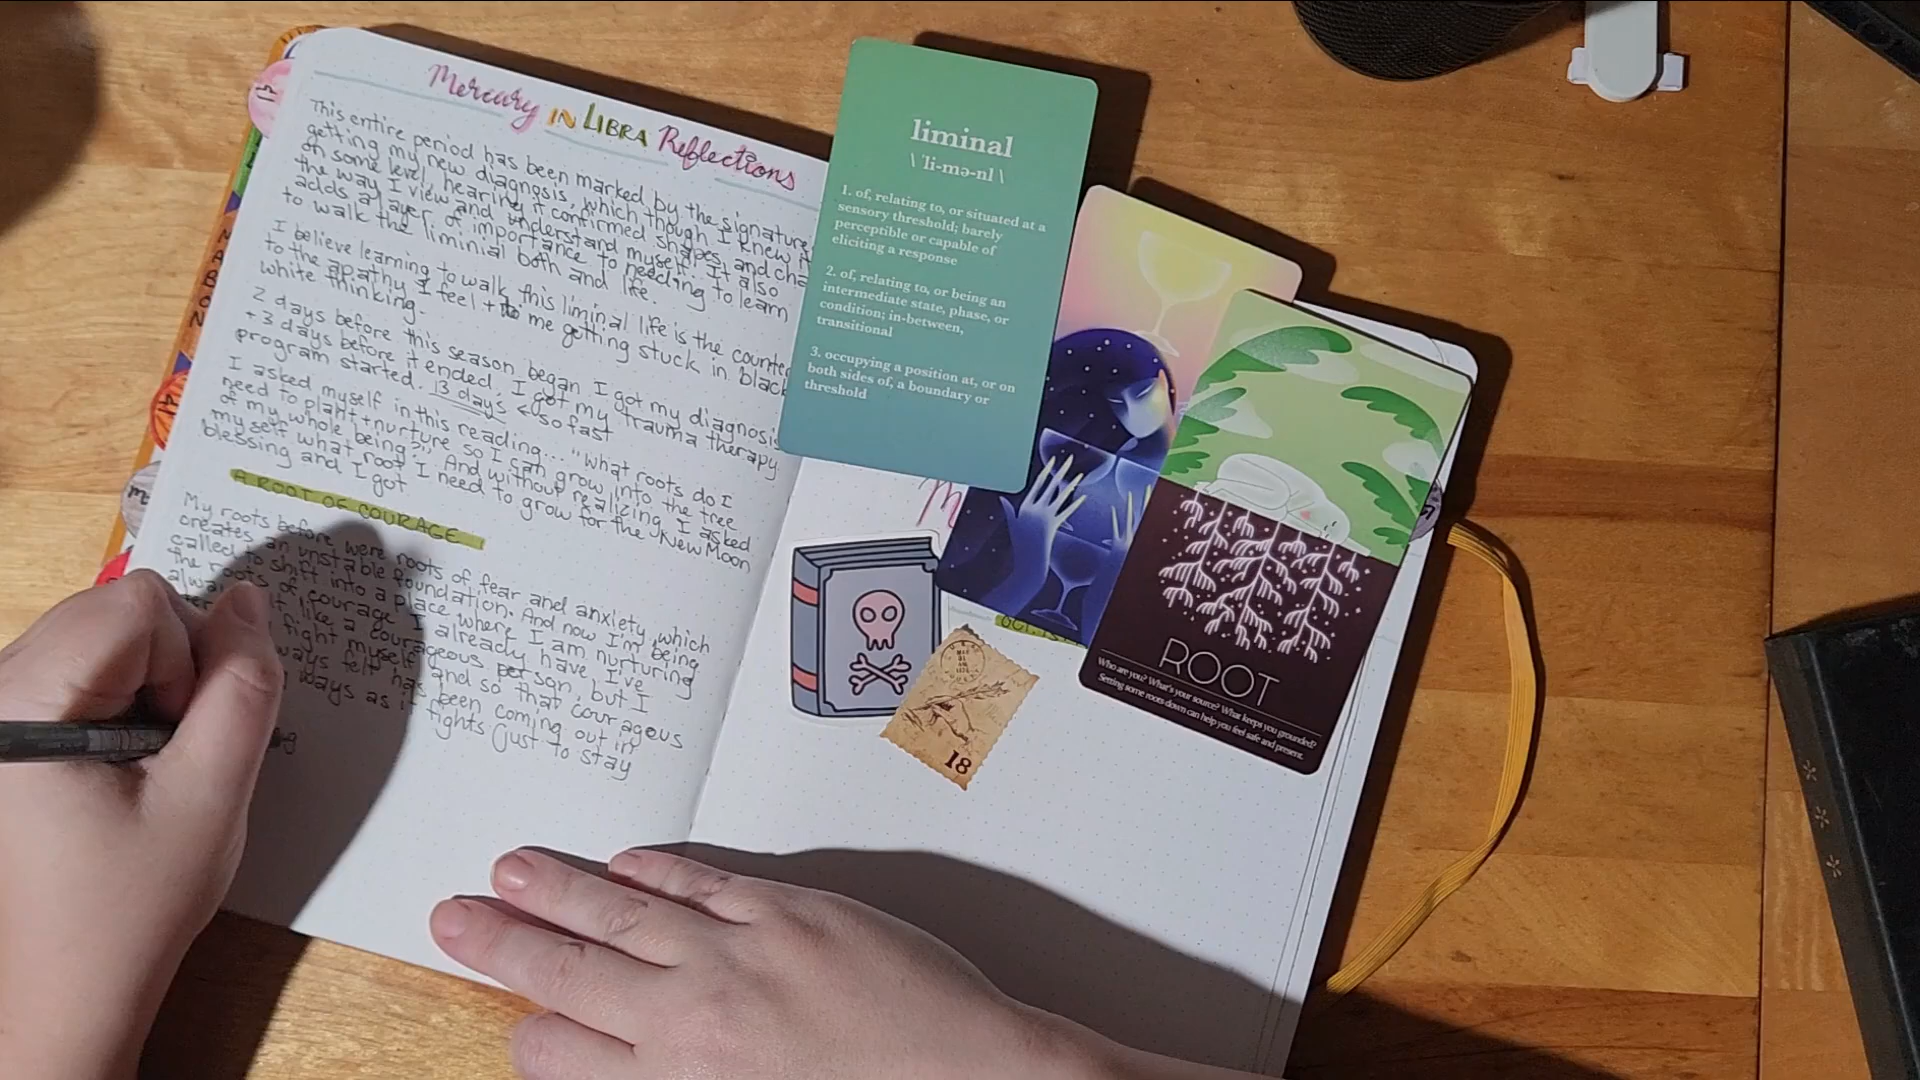 Mercury IN LIBRA Reflections
This entire period has been marked by the signature
getting my new diagnosis, which though I knew it
on some level, hearing it confirmed shapes, and cha
the way I view and understand myself. It also
adds a layer of importance to needing to learn
to walk the liminial both and life.
I believe learning to walk this liminal life is the counter
to the apathy I feel + to me getting stuck in black
white thinking.
2 days before this season began I got my diagnosis
+ 3 days before it ended, I got my trauma therapy
program started. 13 days ← so fast
I asked myself in this reading... "what roots do I
need to plant + nurture so I can grow into the tree
of my whole being?" And without realizing, I asked
myself what root I need to grow for the New Moon
blessing and I got
A ROOT OF COURAGE
My roots before were roots of fear and anxiety, which
creates an unstable foundation. And now I'm being
called to shift into a place where I am nurturing
the roots of courage I already have. I've
alwa like a courageous person, but I
fight myself and so that courageous
ways felt has been coming out in
ways as i fights (just to stay
liminal
\ ˈli-mə-nl \
1. of, relating to, or situated at a
sensory threshold; barely
perceptible or capable of
eliciting a response
2. of, relating to, or being an
intermediate state, phase, or
condition; in-between,
transitional
3. occupying a position at, or on
both sides of, a boundary or
threshold
ROOT
Who are you? What's your source? What keeps you grounded?
Setting some roots down can help you feel safe and present.
18